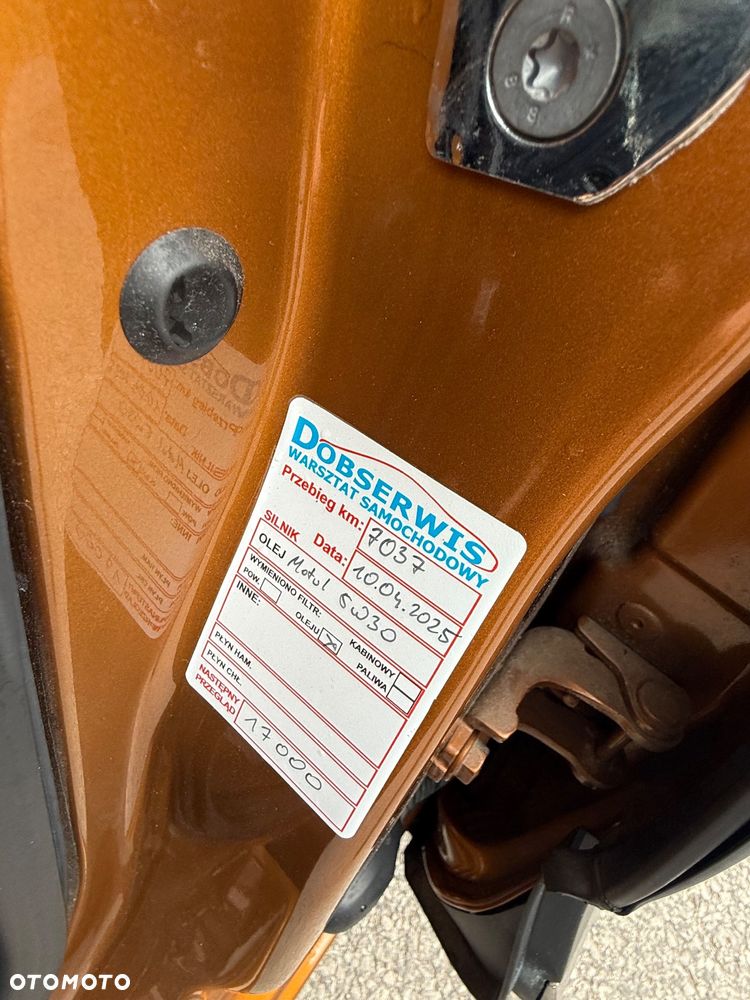 DOBSERWIS
WARSZTAT SAMOCHODOWY
Przebieg km: 7037
SILNIK Data: 10.04.2025
OLEJ Motul 5W30
WYMIENIONO FILTR: KABINOWY
POW. OLEJU PALIWA
INNE:
PŁYN HAM.
PŁYN CHŁ.
NASTĘPNY
PRZEGLĄD 17000
OTOMOTO